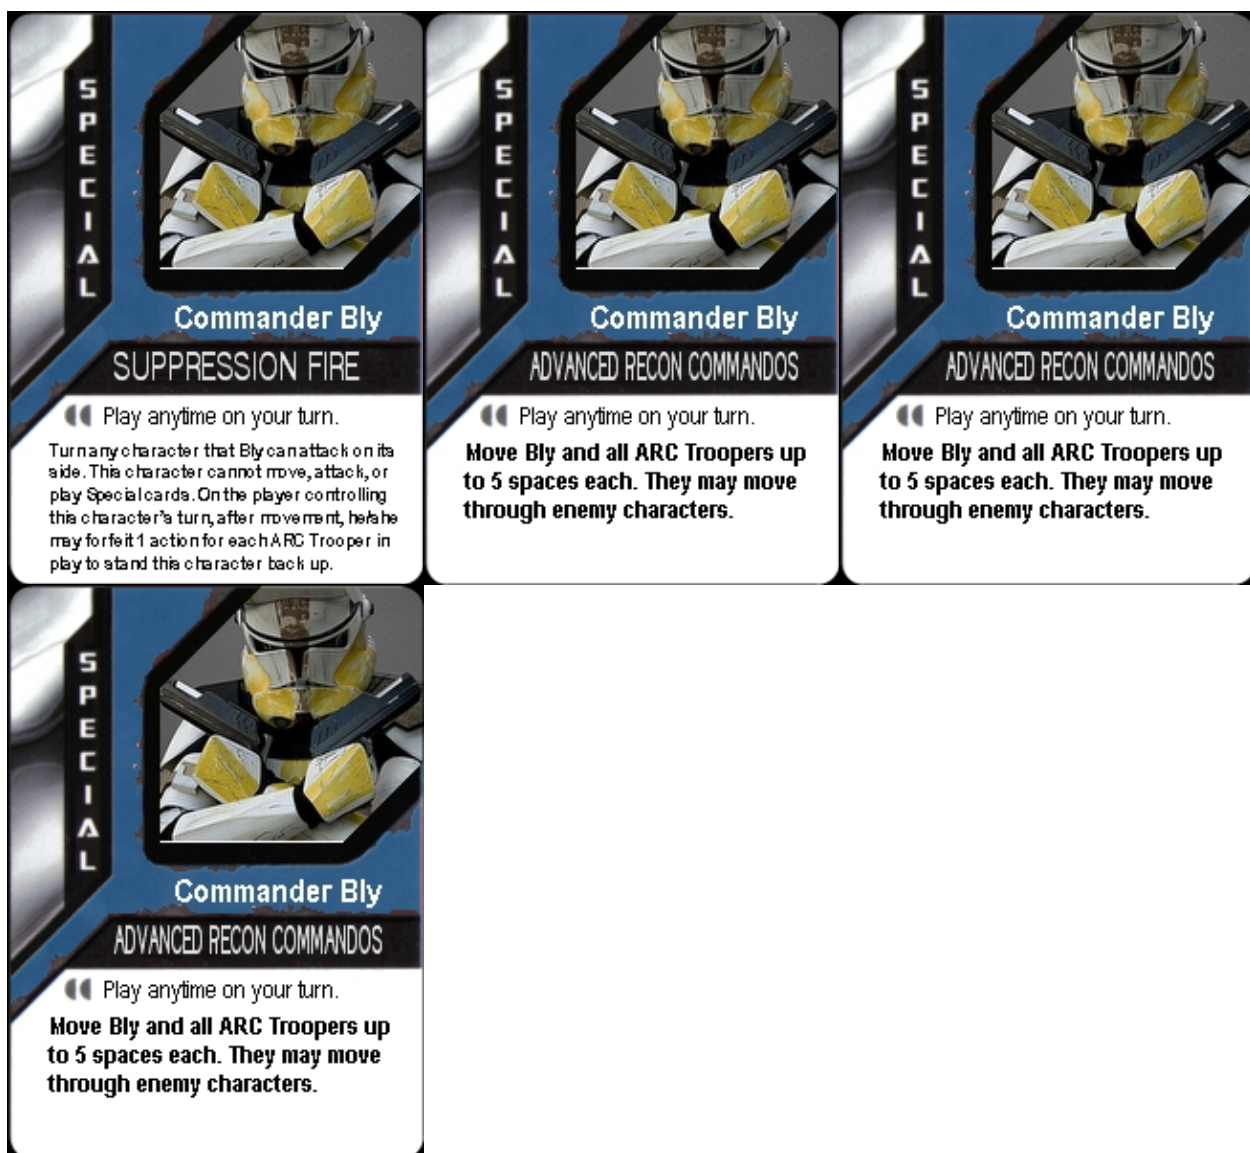 SPECIAL
Commander Bly
SUPPRESSION FIRE
Play anytime on your turn.
Turn any character that Bly can attack on its
side. This character cannot move, attack, or
play Special cards. On the player controlling
this character's turn, after movement, he/she
may forfeit 1 action for each ARC Trooper in
play to stand this character back up.
SPECIAL
Commander Bly
ADVANCED RECON COMMANDOS
Play anytime on your turn.
Move Bly and all ARC Troopers up
to 5 spaces each. They may move
through enemy characters.
SPECIAL
Commander Bly
ADVANCED RECON COMMANDOS
Play anytime on your turn.
Move Bly and all ARC Troopers up
to 5 spaces each. They may move
through enemy characters.
SPECIAL
Commander Bly
ADVANCED RECON COMMANDOS
Play anytime on your turn.
Move Bly and all ARC Troopers up
to 5 spaces each. They may move
through enemy characters.